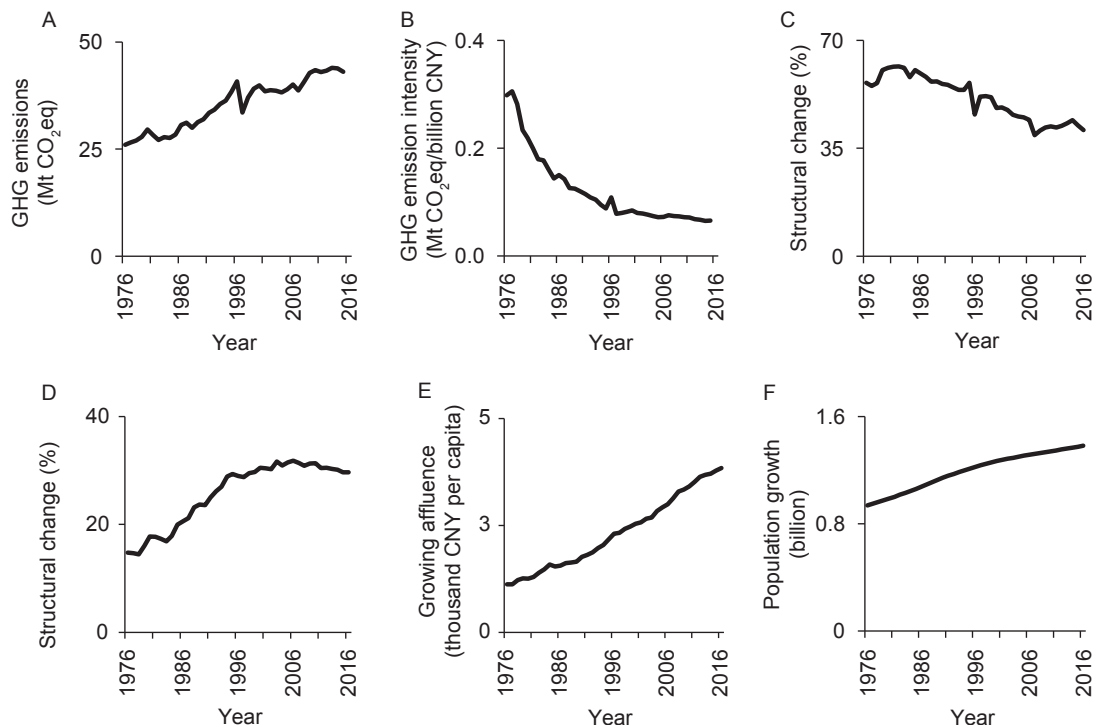 A
GHG emissions
(Mt CO₂eq)
50
25
0
1976
1986
1996
2006
2016
Year
B
GHG emission intensity
(Mt CO₂eq/billion CNY)
0.4
0.2
0.0
1976
1986
1996
2006
2016
Year
C
Structural change (%)
70
35
0
1976
1986
1996
2006
2016
Year
D
Structural change (%)
40
20
0
1976
1986
1996
2006
2016
Year
E
Growing affluence
(thousand CNY per capita)
5
3
0
1976
1986
1996
2006
2016
Year
F
Population growth
(billion)
1.6
0.8
0
1976
1986
1996
2006
2016
Year